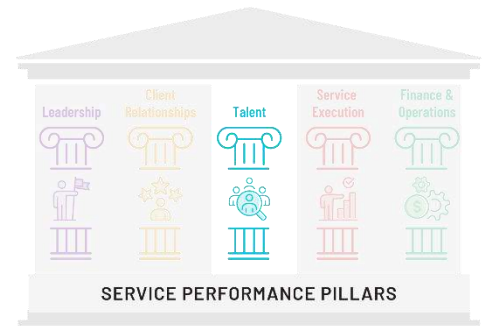 Leadership
Client
Relationships
Talent
Service
Execution
Finance &
Operations
$
SERVICE PERFORMANCE PILLARS